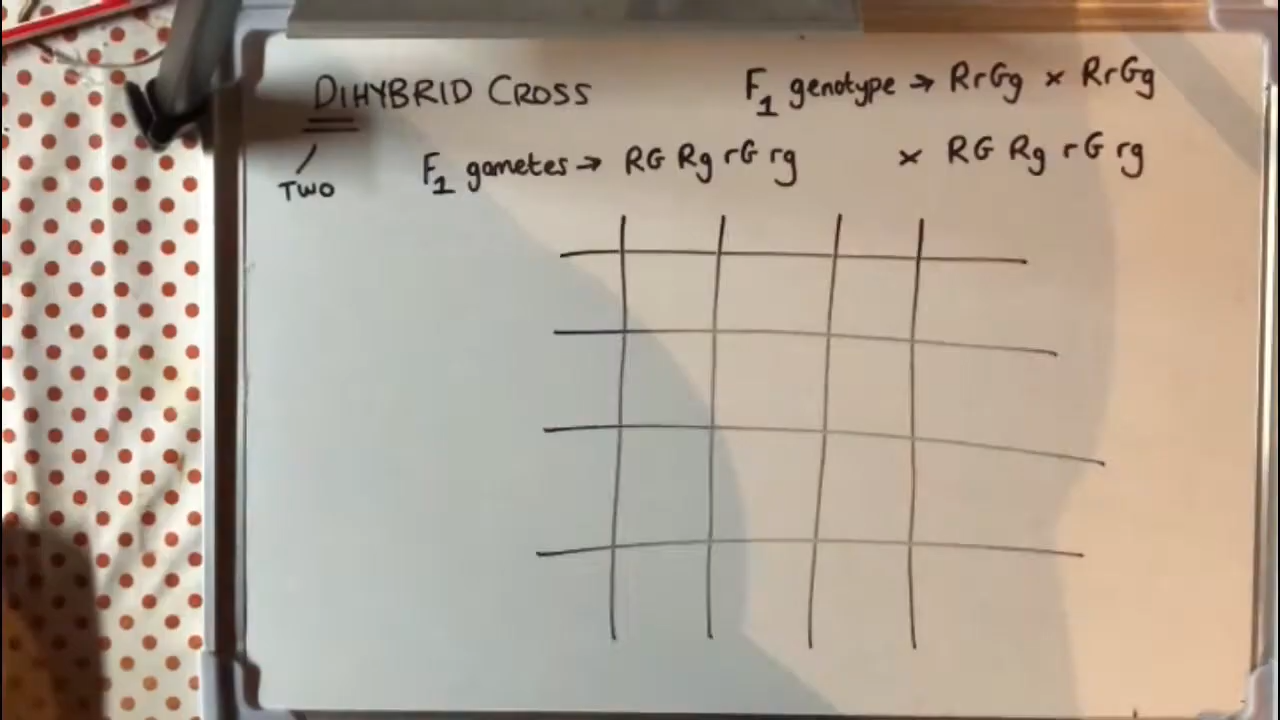 DIHYBRID CROSS
F1 genotype → RrGg × RrGg
TWO
F1 gametes → RG Rg rG rg × RG Rg rG rg